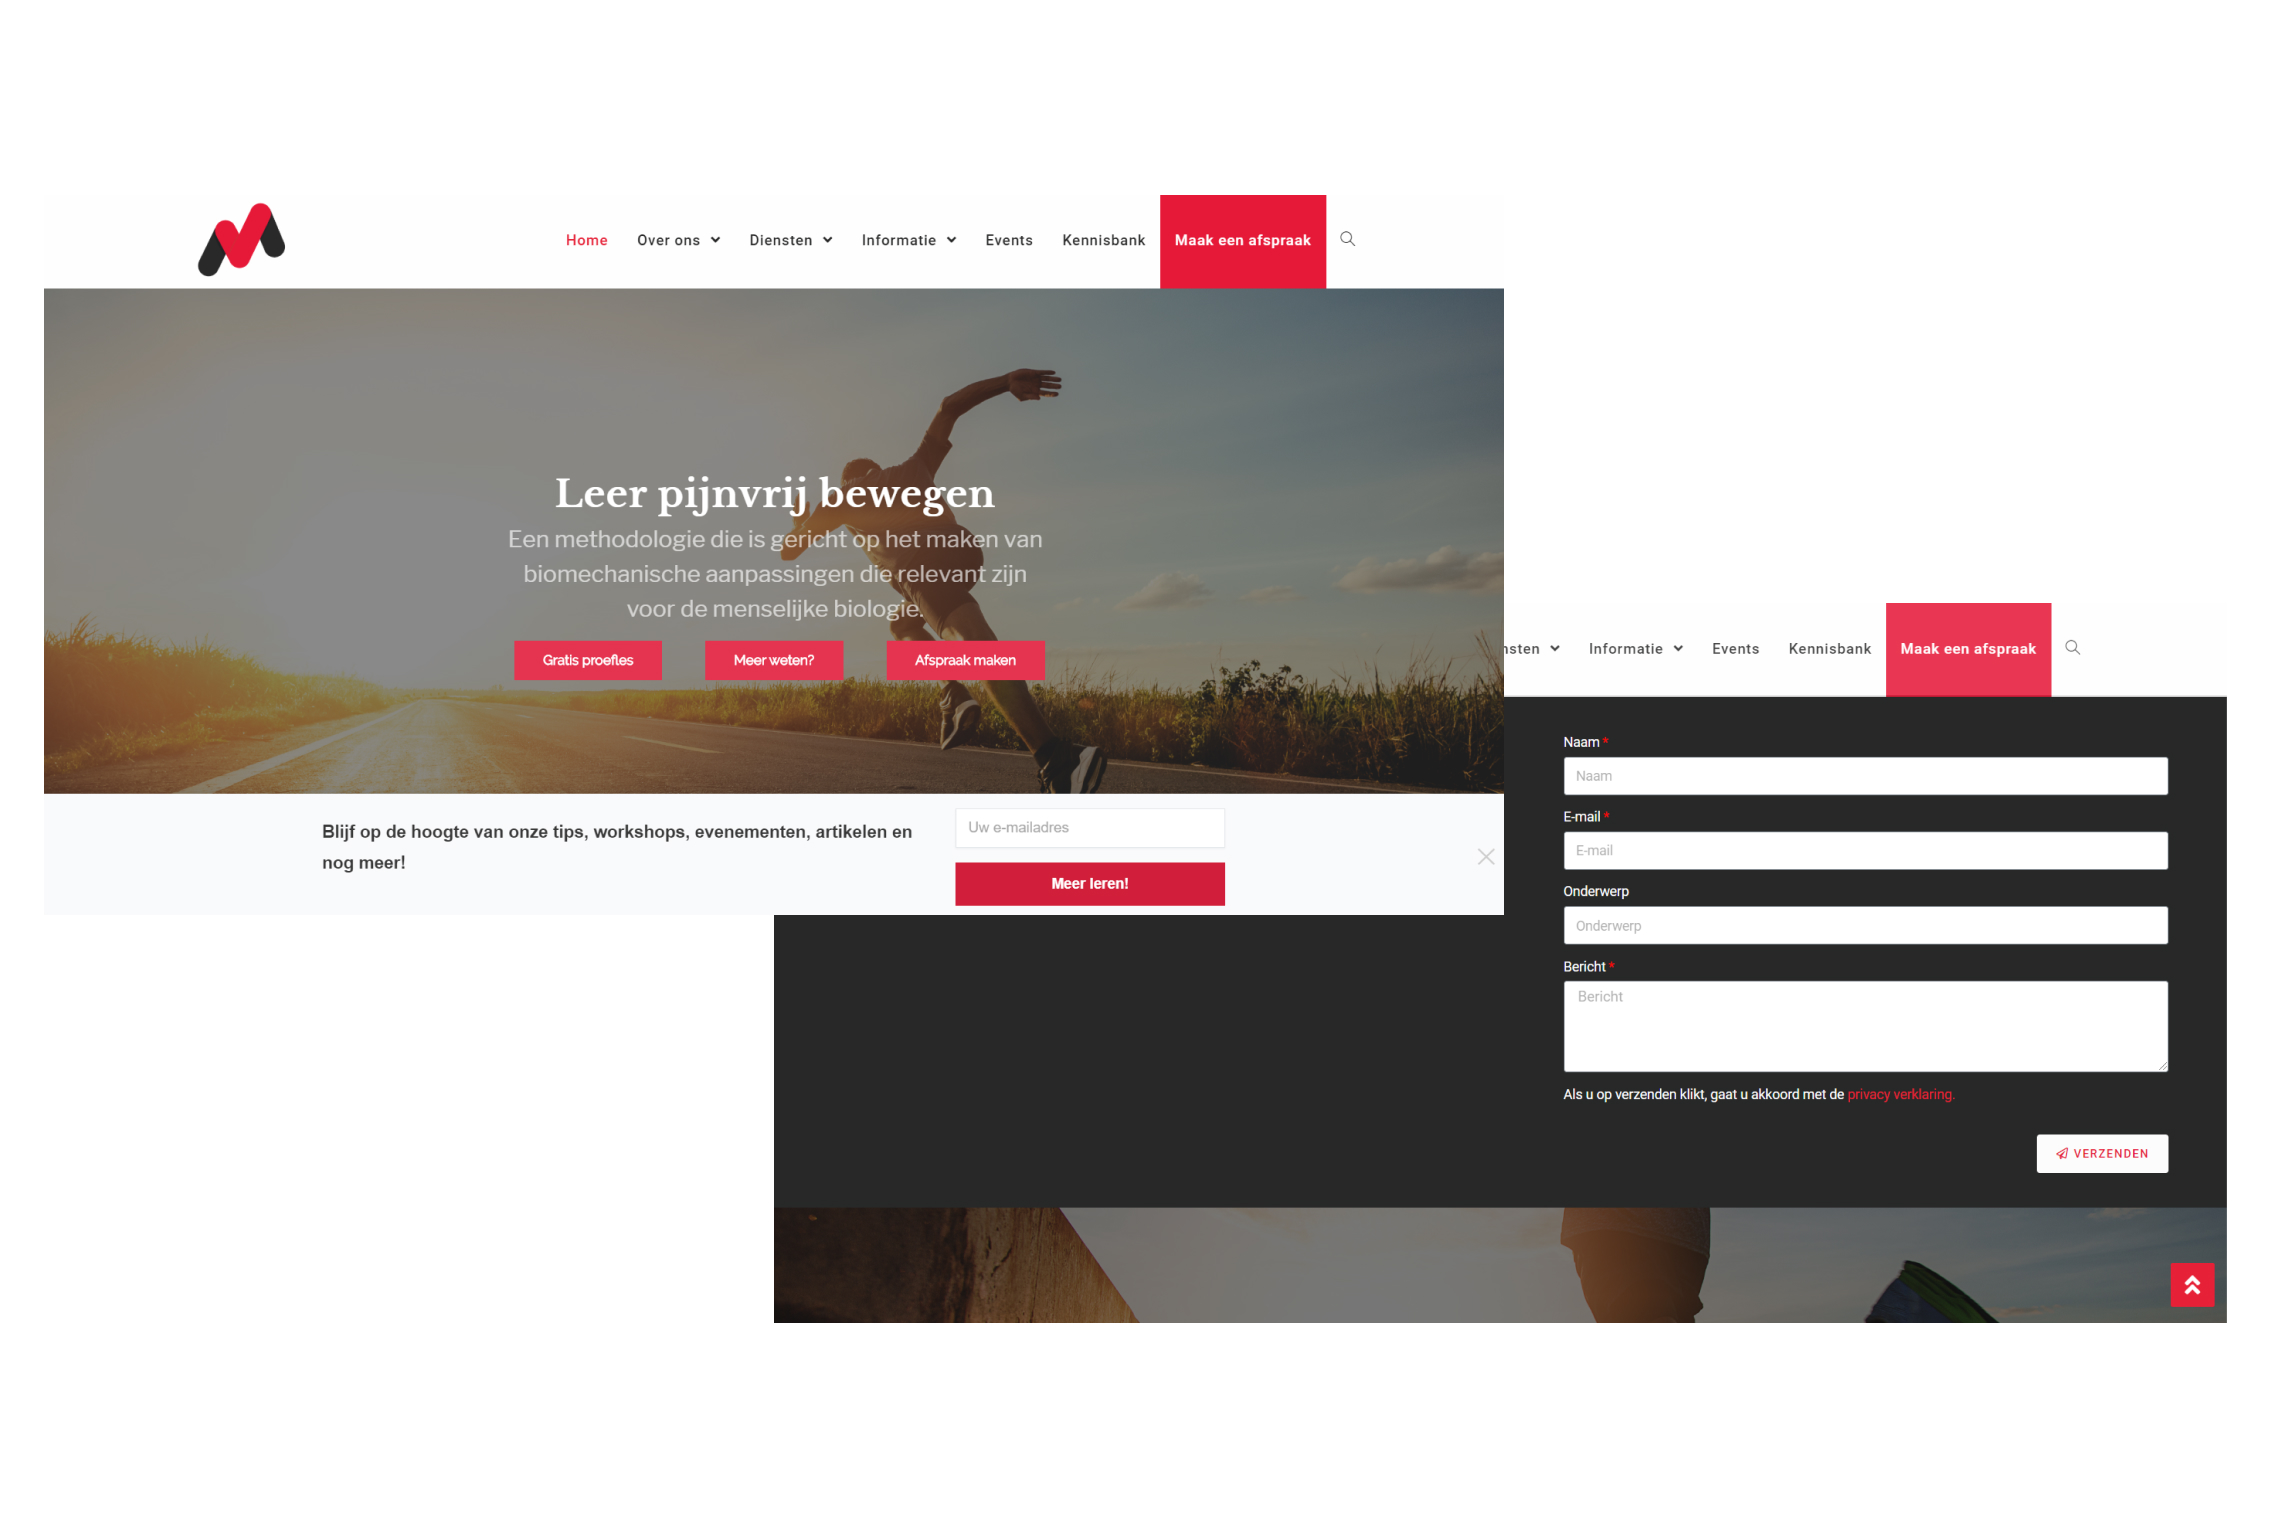 Home Over ons Diensten Informatie Events Kennisbank Maak een afspraak
Leer pijnvrij bewegen
Een methodologie die is gericht op het maken van
biomechanische aanpassingen die relevant zijn
voor de menselijke biologie.
Gratis proefles Meer weten? Afspraak maken
Blijf op de hoogte van onze tips, workshops, evenementen, artikelen en
nog meer!
Uw e-mailadres
Meer leren!
Informatie Events Kennisbank Maak een afspraak
Naam *
Naam
E-mail *
E-mail
Onderwerp
Onderwerp
Bericht *
Bericht
Als u op verzenden klikt, gaat u akkoord met de privacy verklaring.
VERZENDEN